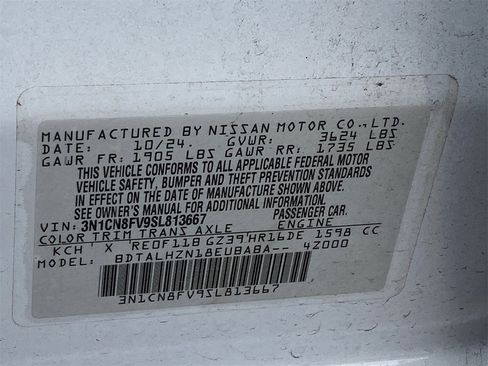 MANUFACTURED BY NISSAN MOTOR CO., LTD.
DATE: 10/24. GVWR: 3624 LBS
GAWR FR: 1905 LBS GAWR RR: 1735 LBS
THIS VEHICLE CONFORMS TO ALL APPLICABLE FEDERAL MOTOR
VEHICLE SAFETY, BUMPER AND THEFT PREVENTION STANDARDS
IN EFFECT ON THE DATE OF MANUFACTURE SHOWN ABOVE.
SEE OWNER'S MANUAL FOR ADDITIONAL INFORMATION.
VIN: 3N1CN8FV9SL813667 PASSENGER CAR.
COLOR TRIM TRANS AXLE ENGINE
KCH X RE0F11B GZ39 HR16DE 1598 CC
BDTALHZN18EUBABA-- 4Z000
3N1CN8FV9SL813667